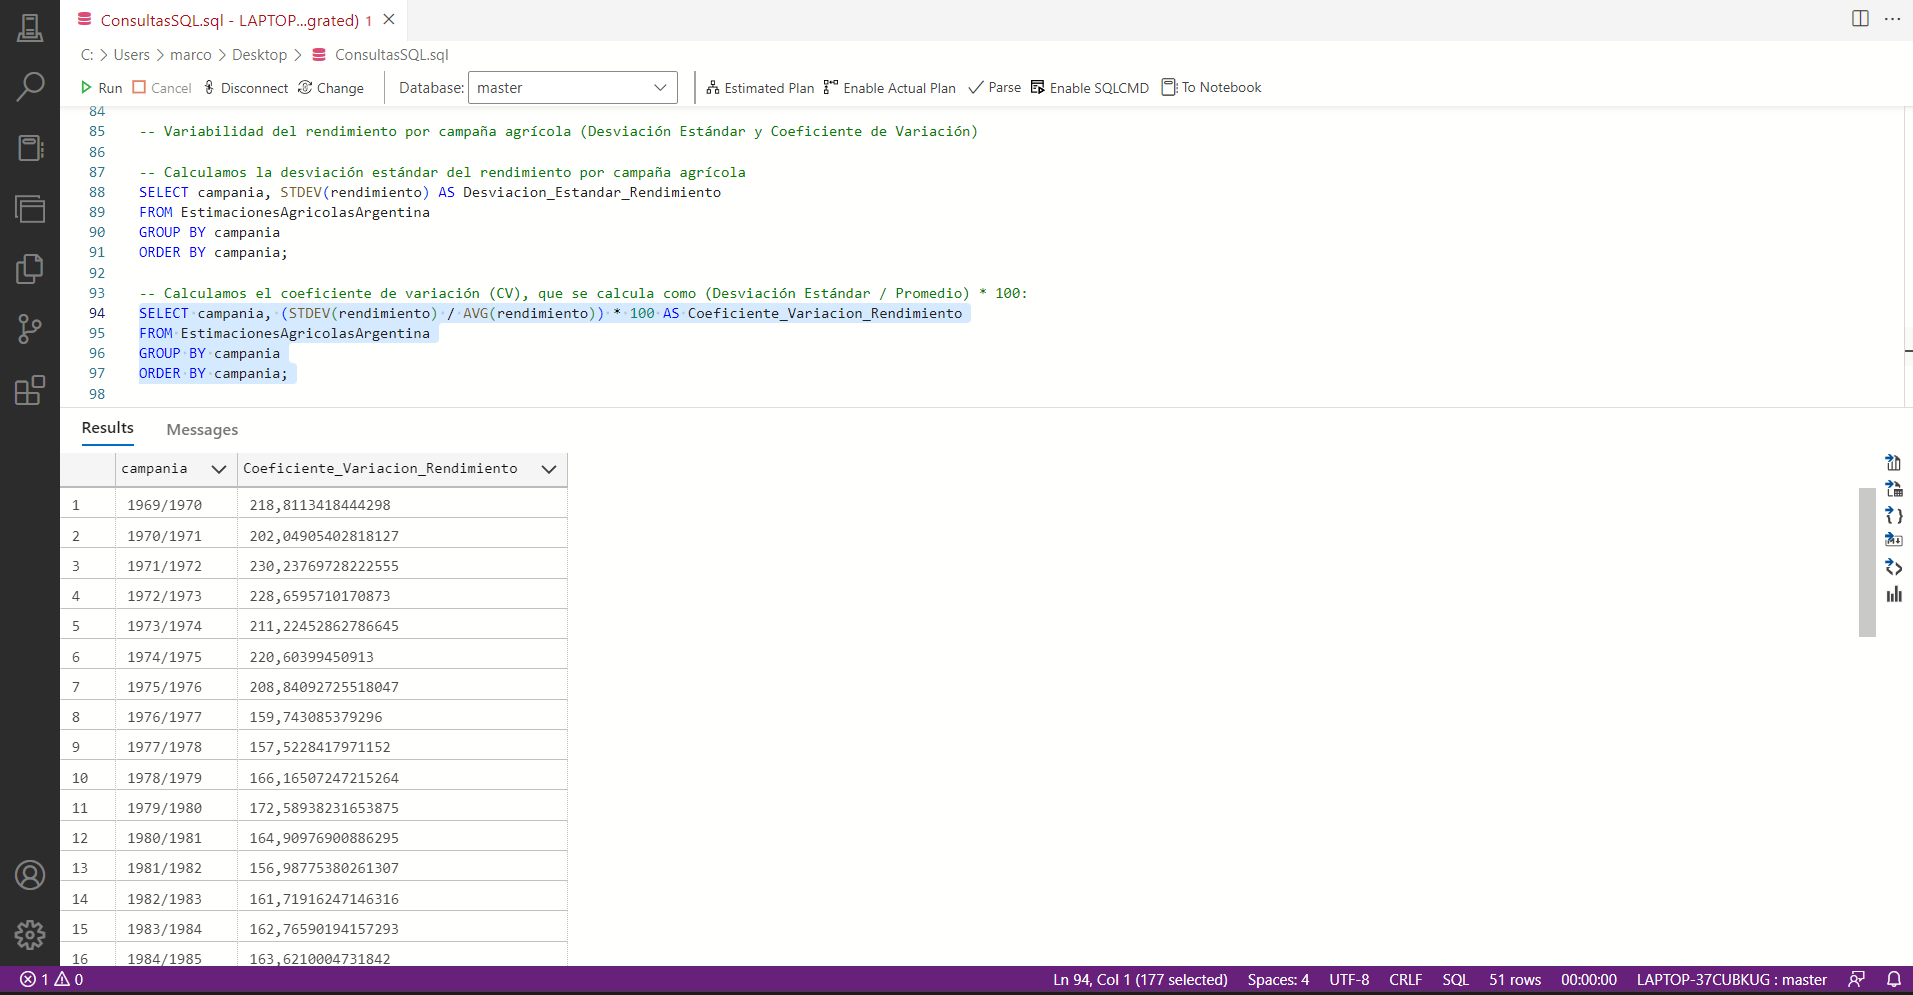 ConsultasSQL.sql - LAPTOP...grated) 1
C: > Users > marco > Desktop > ConsultasSQL.sql
Run Cancel Disconnect Change Database: master Estimated Plan Enable Actual Plan Parse Enable SQLCMD To Notebook
84
85 -- Variabilidad del rendimiento por campaña agrícola (Desviación Estándar y Coeficiente de Variación)
86
87 -- Calculamos la desviación estándar del rendimiento por campaña agrícola
88 SELECT campania, STDEV(rendimiento) AS Desviacion_Estandar_Rendimiento
89 FROM EstimacionesAgricolasArgentina
90 GROUP BY campania
91 ORDER BY campania;
92
93 -- Calculamos el coeficiente de variación (CV), que se calcula como (Desviación Estándar / Promedio) * 100:
94 SELECT campania, (STDEV(rendimiento) / AVG(rendimiento)) * 100 AS Coeficiente_Variacion_Rendimiento
95 FROM EstimacionesAgricolasArgentina
96 GROUP BY campania
97 ORDER BY campania;
98
Results Messages
campania Coeficiente_Variacion_Rendimiento
1 1969/1970 218,8113418444298
2 1970/1971 202,04905402818127
3 1971/1972 230,23769728222555
4 1972/1973 228,6595710170873
5 1973/1974 211,22452862786645
6 1974/1975 220,60399450913
7 1975/1976 208,84092725518047
8 1976/1977 159,743085379296
9 1977/1978 157,5228417971152
10 1978/1979 166,16507247215264
11 1979/1980 172,58938231653875
12 1980/1981 164,90976900886295
13 1981/1982 156,98775380261307
14 1982/1983 161,71916247146316
15 1983/1984 162,76590194157293
16 1984/1985 163,6210004731842
1 0 Ln 94, Col 1 (177 selected) Spaces: 4 UTF-8 CRLF SQL 51 rows 00:00:00 LAPTOP-37CUBKUG : master